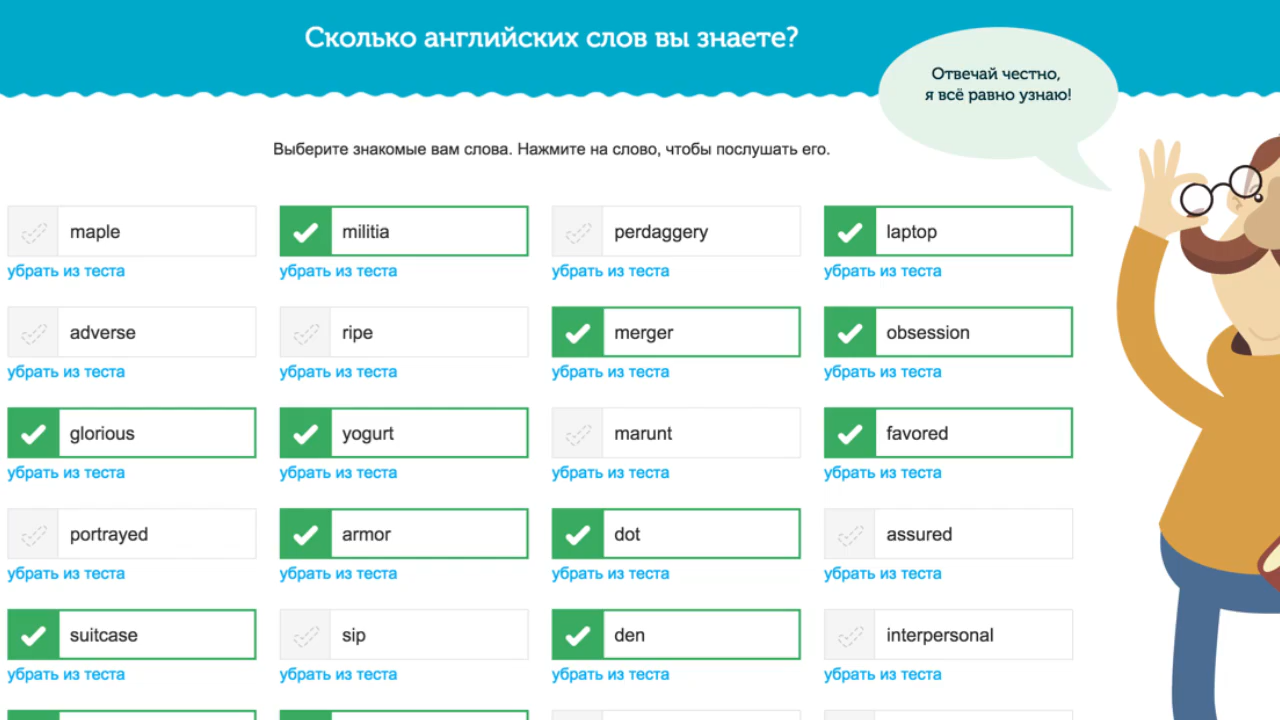 Сколько английских слов вы знаете?
Отвечай честно,
я всё равно узнаю!
Выберите знакомые вам слова. Нажмите на слово, чтобы послушать его.
maple militia perdaggery laptop
убрать из теста убрать из теста убрать из теста убрать из теста
adverse ripe merger obsession
убрать из теста убрать из теста убрать из теста убрать из теста
glorious yogurt marunt favored
убрать из теста убрать из теста убрать из теста убрать из теста
portrayed armor dot assured
убрать из теста убрать из теста убрать из теста убрать из теста
suitcase sip den interpersonal
убрать из теста убрать из теста убрать из теста убрать из теста